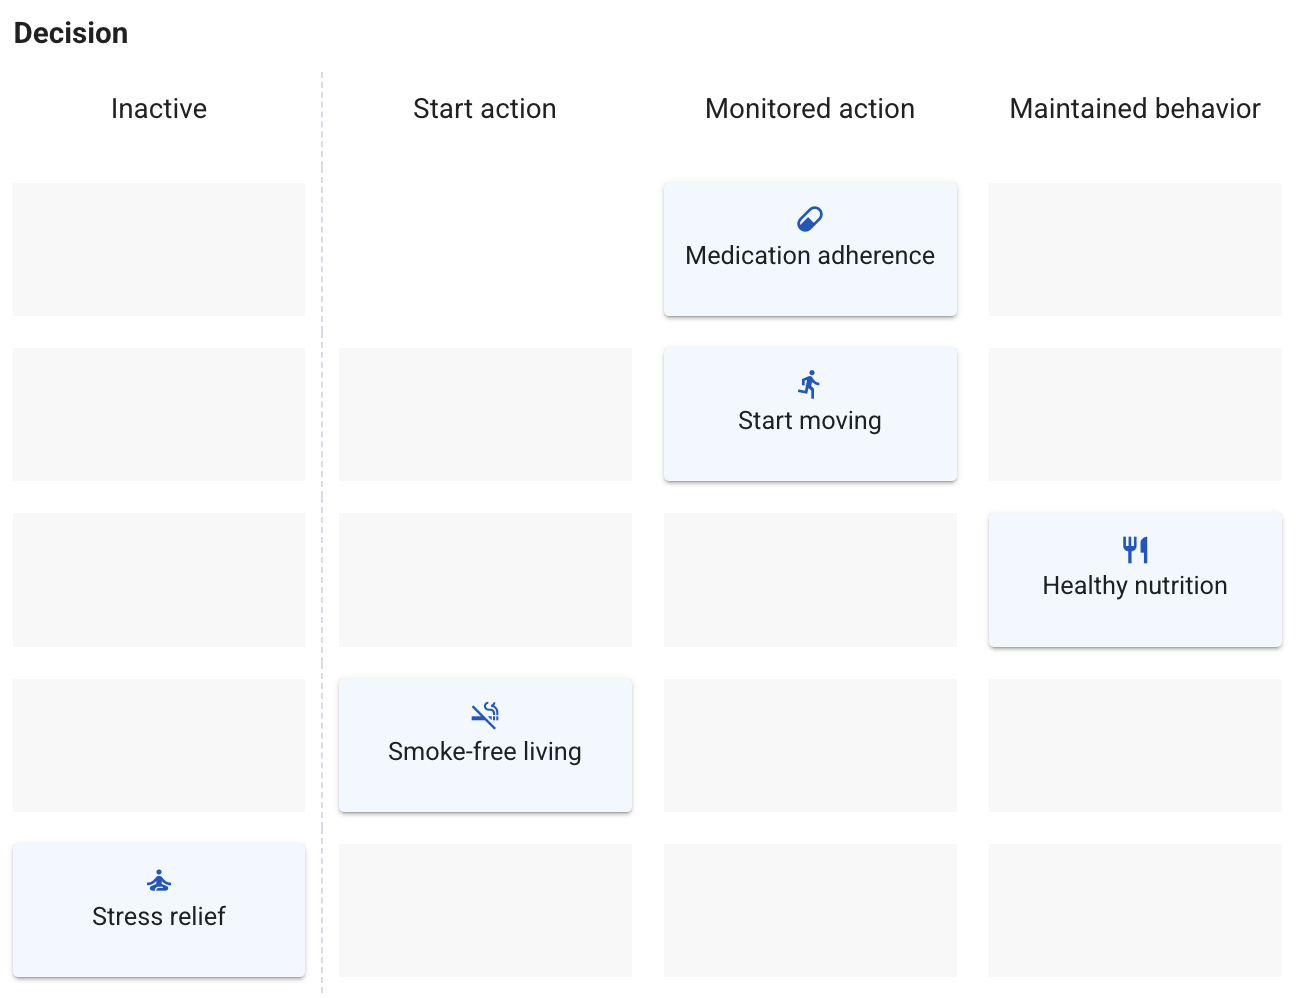 Decision
Inactive
Start action
Monitored action
Maintained behavior
Medication adherence
Start moving
Healthy nutrition
Smoke-free living
Stress relief